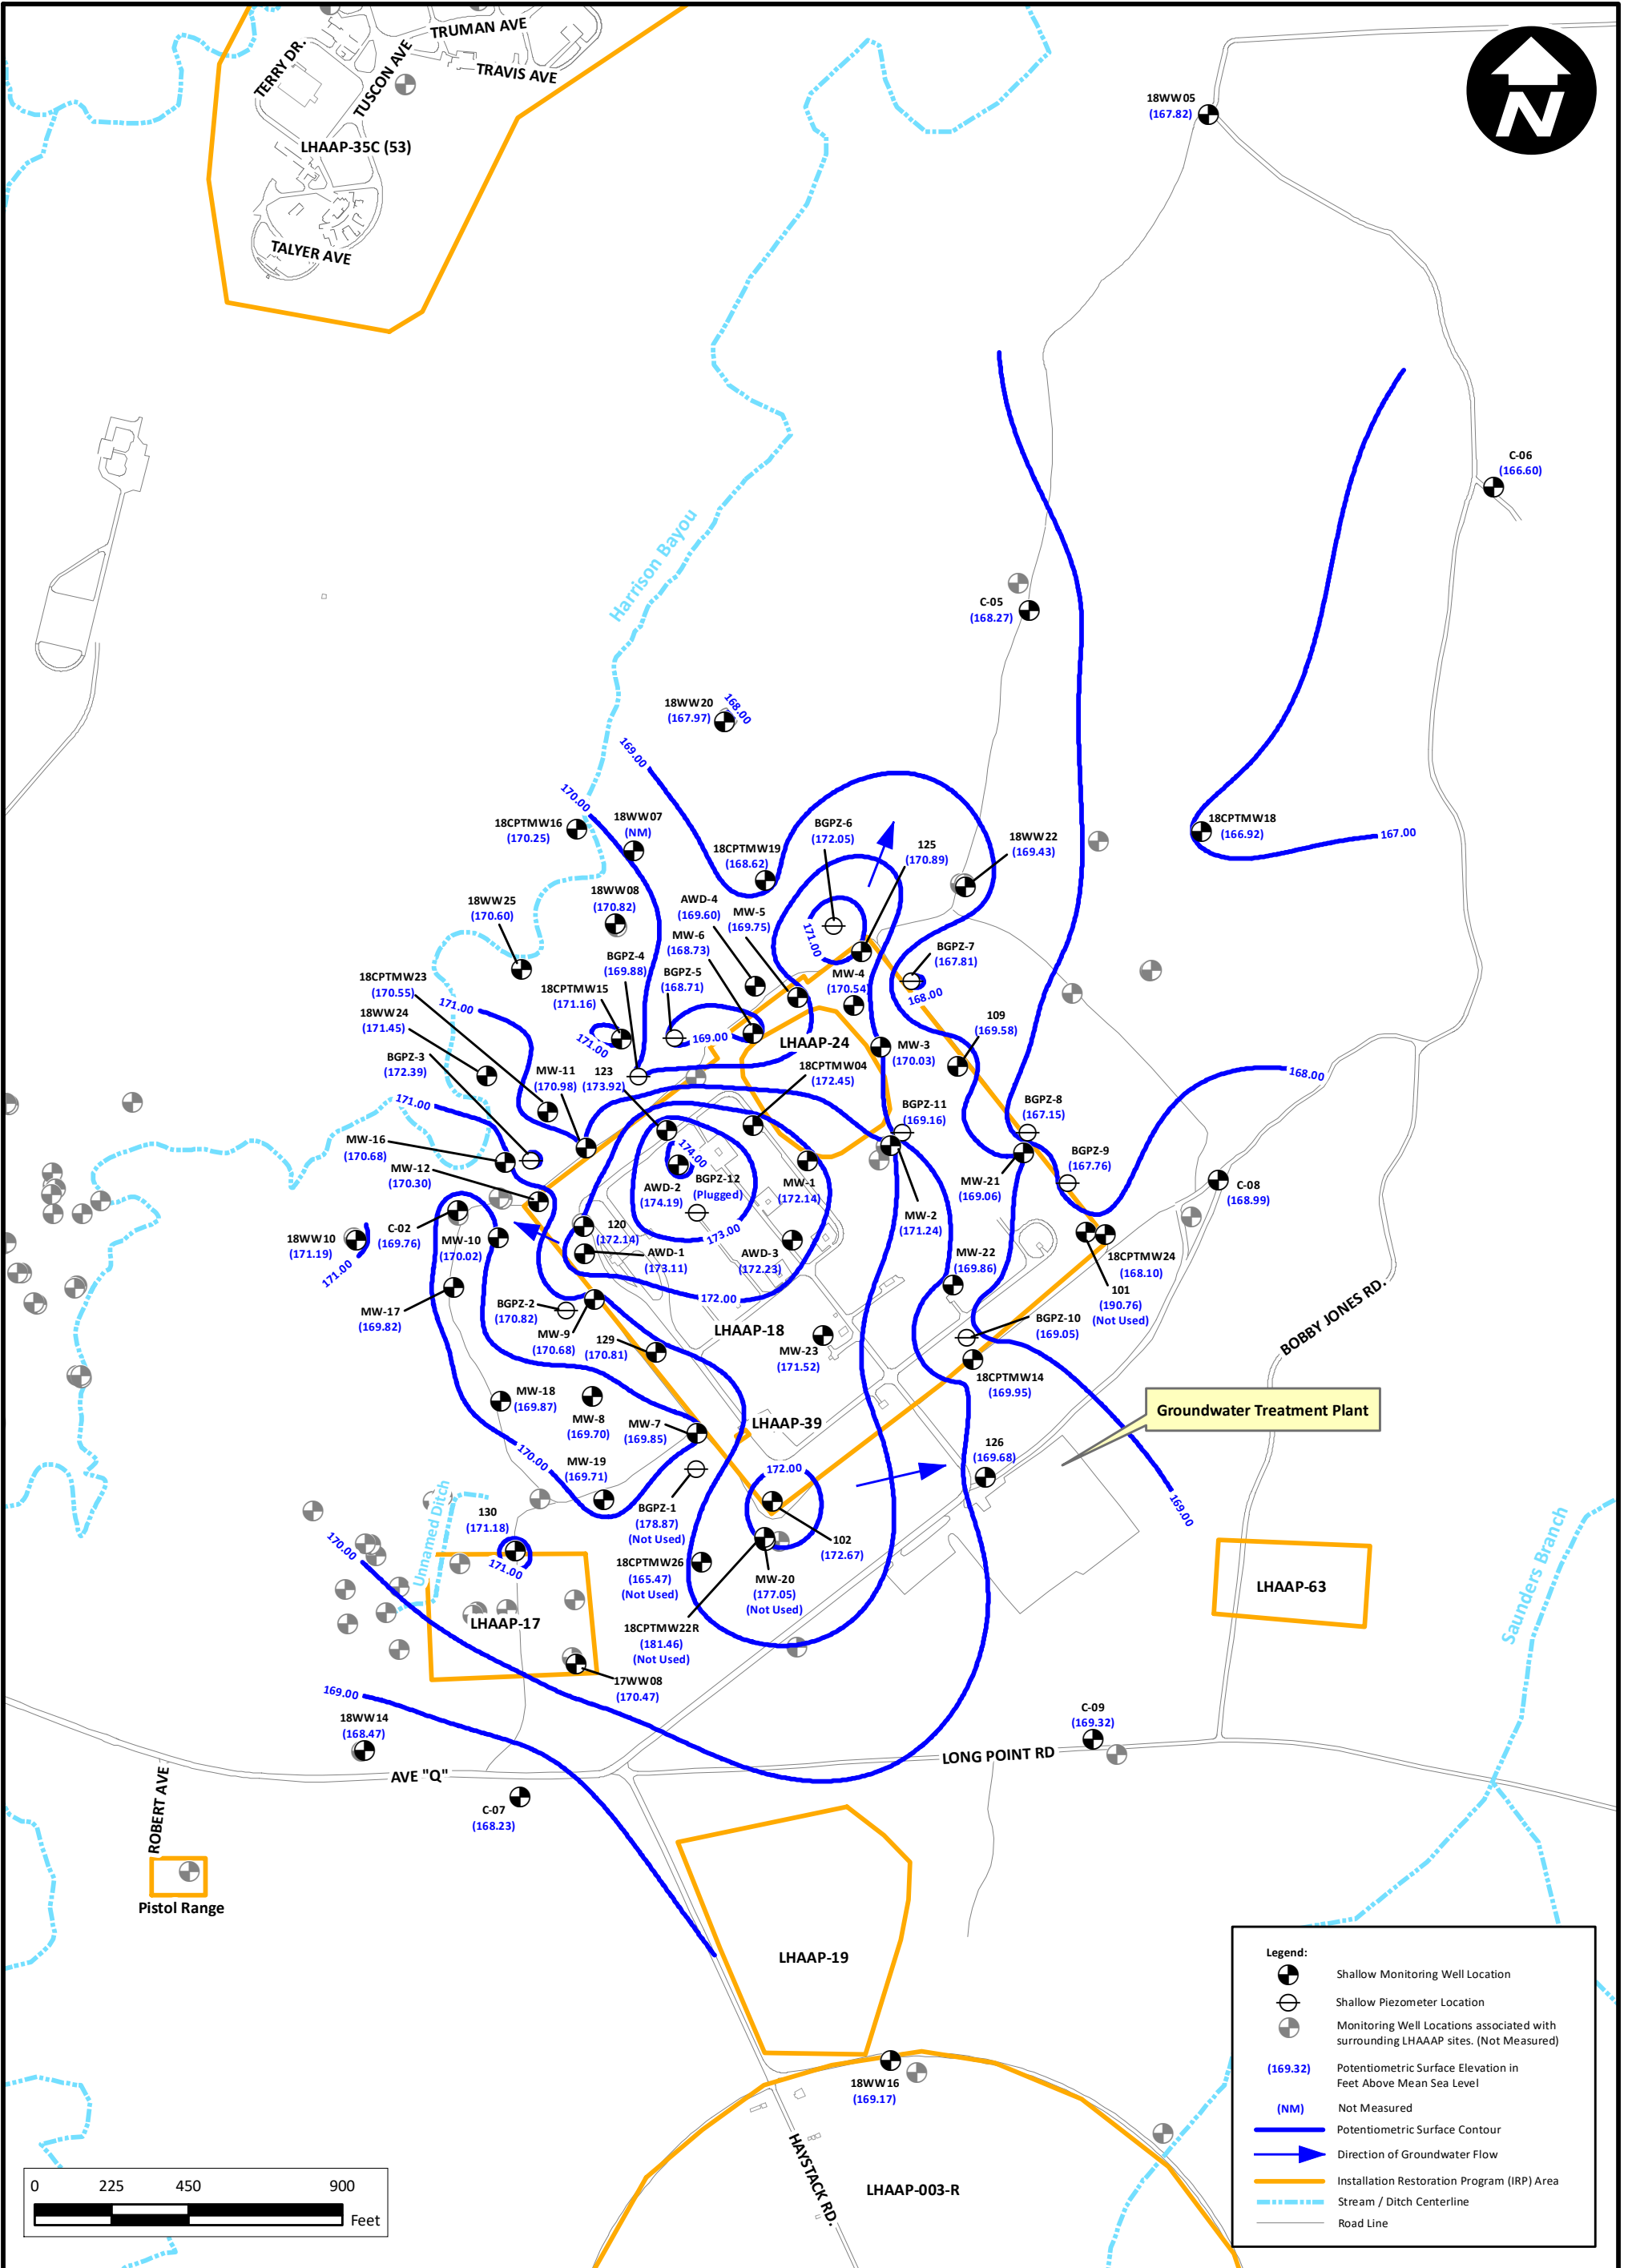 TRUMAN AVE
TERRY DR.
TUSCON AVE
TRAVIS AVE
LHAAP-35C (53)
TALYER AVE
N
18WW05
(167.82)
C-06
(166.60)
Harrison Bayou
C-05
(168.27)
18WW20
(167.97)
168.00
169.00
170.00
18CPTMW16
(170.25)
18WW07
(NM)
18CPTMW19
(168.62)
BGPZ-6
(172.05)
125
(170.89)
18WW22
(169.43)
18CPTMW18
(166.92)
167.00
18WW25
(170.60)
18WW08
(170.82)
AWD-4
(169.60)
MW-5
(169.75)
MW-6
(168.73)
171.00
BGPZ-7
(167.81)
168.00
18CPTMW23
(170.55)
171.00
BGPZ-4
(169.88)
BGPZ-5
(168.71)
MW-4
(170.54)
18CPTMW15
(171.16)
171.00
18WW24
(171.45)
169.00
LHAAP-24
109
(169.58)
MW-3
(170.03)
BGPZ-3
(172.39)
MW-11
(170.98)
123
(173.92)
18CPTMW04
(172.45)
168.00
171.00
BGPZ-11
(169.16)
BGPZ-8
(167.15)
MW-16
(170.68)
174.00
BGPZ-9
(167.76)
MW-12
(170.30)
AWD-2
(174.19)
BGPZ-12
(Plugged)
MW-1
(172.14)
MW-21
(169.06)
C-08
(168.99)
MW-2
(171.24)
C-02
(169.76)
18WW10
(171.19)
171.00
MW-10
(170.02)
120
(172.14)
173.00
AWD-1
(173.11)
AWD-3
(172.23)
MW-22
(169.86)
18CPTMW24
(168.10)
101
(190.76)
(Not Used)
MW-17
(169.82)
BGPZ-2
(170.82)
172.00
BGPZ-10
(169.05)
BOBBY JONES RD.
MW-9
(170.68)
129
(170.81)
LHAAP-18
MW-23
(171.52)
18CPTMW14
(169.95)
MW-18
(169.87)
MW-8
(169.70)
MW-7
(169.85)
LHAAP-39
Groundwater Treatment Plant
170.00
MW-19
(169.71)
172.00
126
(169.68)
169.00
Unnamed Ditch
130
(171.18)
171.00
BGPZ-1
(178.87)
(Not Used)
102
(172.67)
170.00
18CPTMW26
(165.47)
(Not Used)
MW-20
(177.05)
(Not Used)
LHAAP-63
Saunders Branch
LHAAP-17
18CPTMW22R
(181.46)
(Not Used)
17WW08
(170.47)
169.00
18WW14
(168.47)
C-09
(169.32)
LONG POINT RD
AVE "Q"
ROBERT AVE
C-07
(168.23)
Pistol Range
LHAAP-19
18WW16
(169.17)
HAYSTACK RD.
LHAAP-003-R
0 225 450 900
Feet
Legend:
Shallow Monitoring Well Location
Shallow Piezometer Location
Monitoring Well Locations associated with
surrounding LHAAAP sites. (Not Measured)
(169.32) Potentiometric Surface Elevation in
Feet Above Mean Sea Level
(NM) Not Measured
Potentiometric Surface Contour
Direction of Groundwater Flow
Installation Restoration Program (IRP) Area
Stream / Ditch Centerline
Road Line